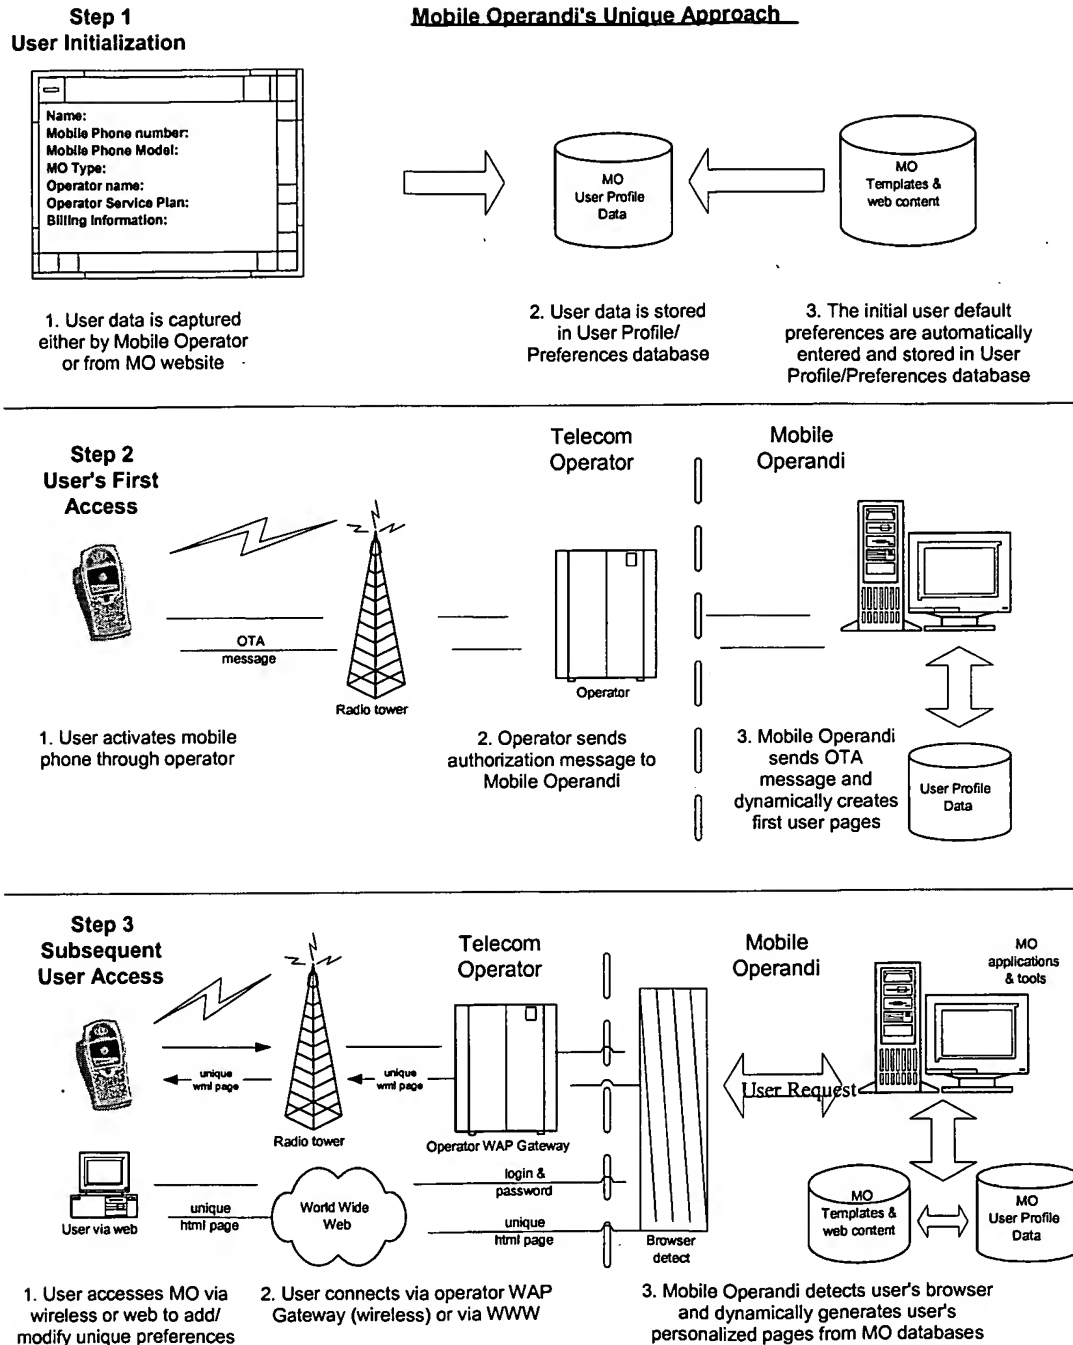 Step 1
User Initialization
Mobile Operandi's Unique Approach
Name:
Mobile Phone number:
Mobile Phone Model:
MO Type:
Operator name:
Operator Service Plan:
Billing Information:
MO
User Profile
Data
MO
Templates &
web content
1. User data is captured
either by Mobile Operator
or from MO website
2. User data is stored
in User Profile/
Preferences database
3. The initial user default
preferences are automatically
entered and stored in User
Profile/Preferences database
Step 2
User's First
Access
Telecom
Operator
Mobile
Operandi
OTA
message
Radio tower
Operator
User Profile
Data
1. User activates mobile
phone through operator
2. Operator sends
authorization message to
Mobile Operandi
3. Mobile Operandi
sends OTA
message and
dynamically creates
first user pages
Step 3
Subsequent
User Access
Telecom
Operator
Mobile
Operandi
MO
applications
& tools
unique
wml page
unique
wml page
User Request
Radio tower
Operator WAP Gateway
login &
password
User via web
unique
html page
World Wide
Web
unique
html page
Browser
detect
MO
Templates &
web content
MO
User Profile
Data
1. User accesses MO via
wireless or web to add/
modify unique preferences
2. User connects via operator WAP
Gateway (wireless) or via WWW
3. Mobile Operandi detects user's browser
and dynamically generates user's
personalized pages from MO databases